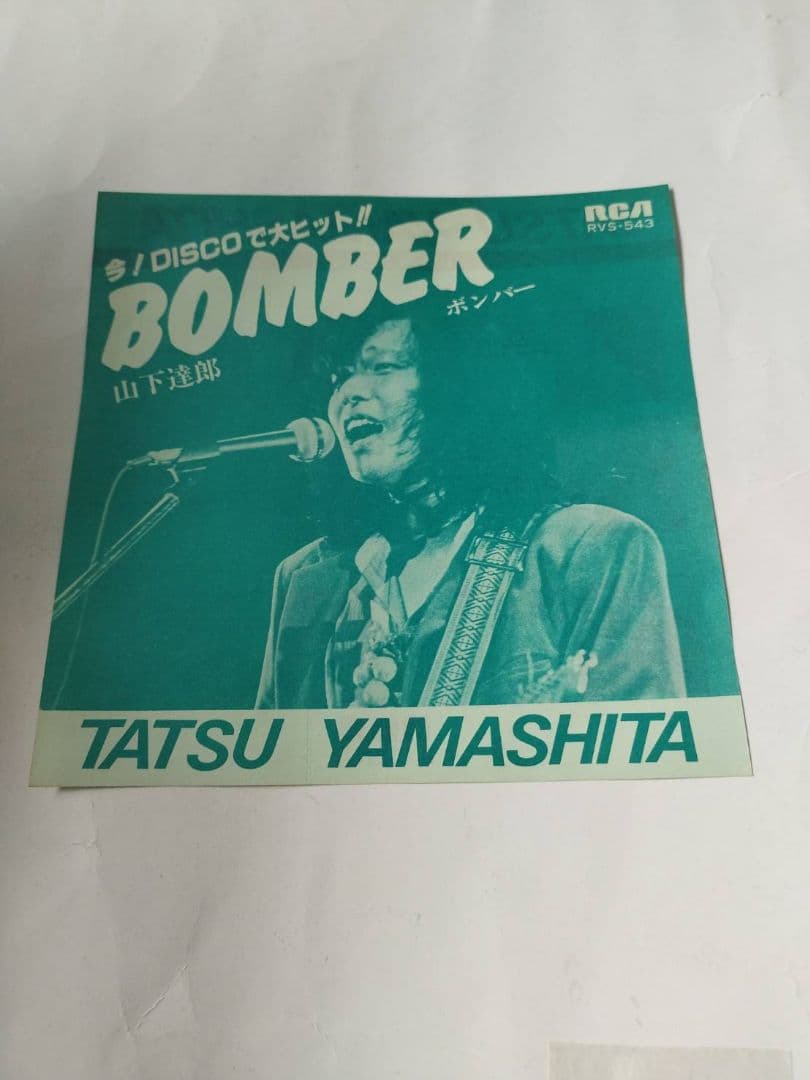 今!DISCOで大ヒット!!
BOMBER
ボンバー
山下達郎
RCA
RVS-543
TATSU YAMASHITA